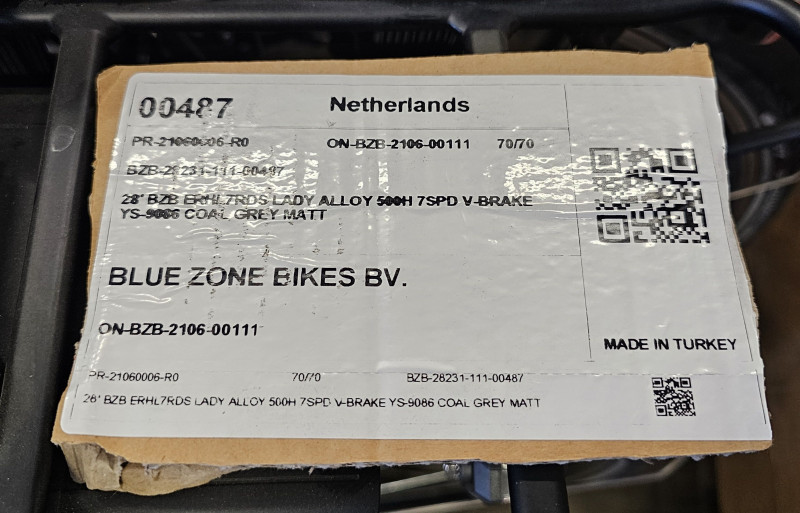 00487 Netherlands
PR-21060006-R0 ON-BZB-2106-00111 70/70
BZB-28231-111-00487
28' BZB ERHL7RDS LADY ALLOY 500H 7SPD V-BRAKE
YS-9086 COAL GREY MATT
BLUE ZONE BIKES BV.
ON-BZB-2106-00111
MADE IN TURKEY
PR-21060006-R0 70/70 BZB-28231-111-00487
28' BZB ERHL7RDS LADY ALLOY 500H 7SPD V-BRAKE YS-9086 COAL GREY MATT